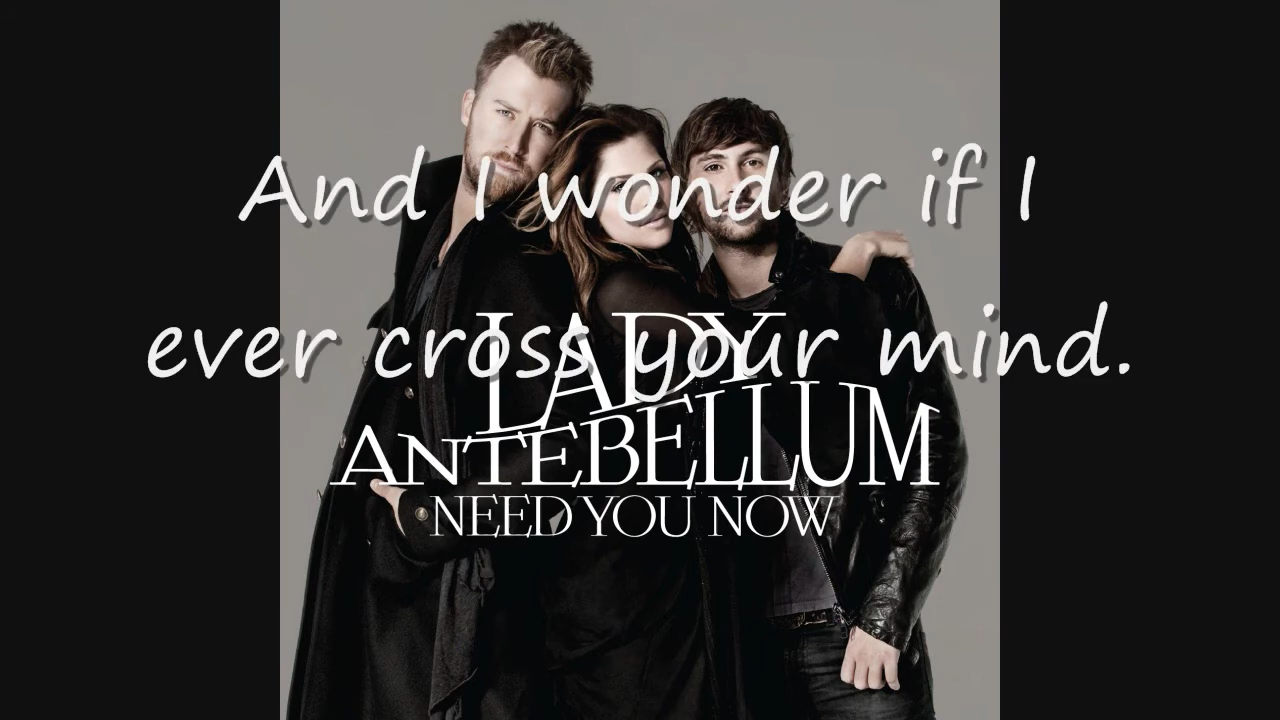 And I wonder if I
ever cross your mind.
LADY
ANTEBELLUM
NEED YOU NOW